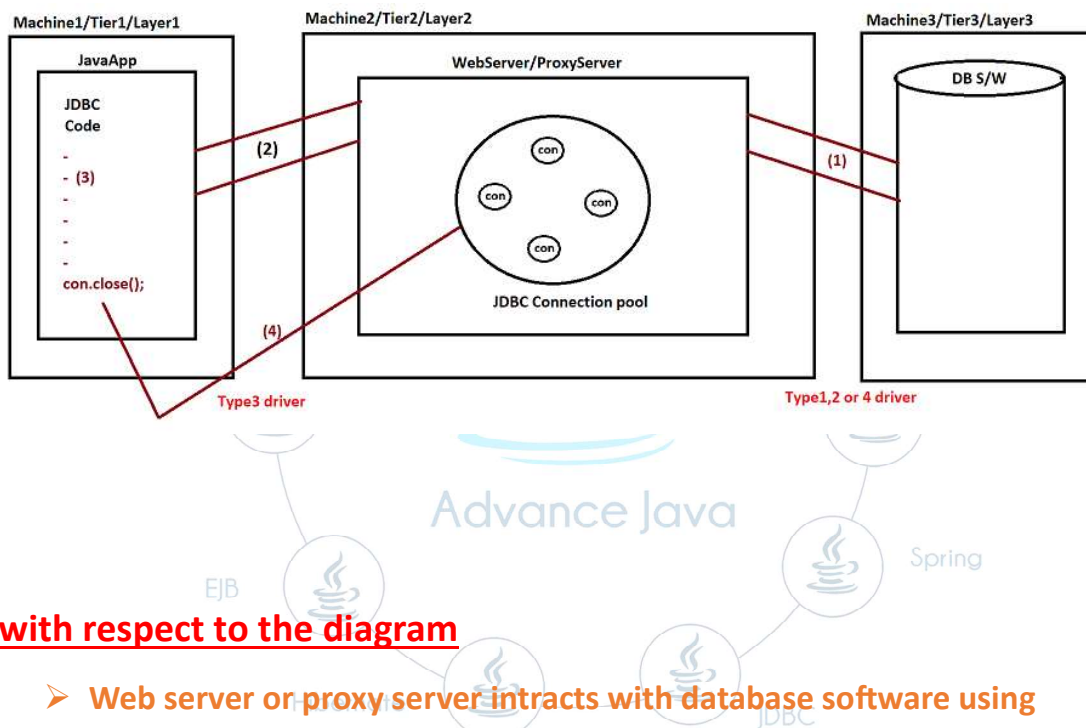 Machine1/Tier1/Layer1
Machine2/Tier2/Layer2
Machine3/Tier3/Layer3
JavaApp
WebServer/ProxyServer
DB S/W
JDBC
Code
-
- (3)
-
-
-
-
con.close();
(2)
con
con
con
con
JDBC Connection pool
(1)
(4)
Type3 driver
Type1,2 or 4 driver
Advance Java
EJB
Spring
with respect to the diagram
➢ Web server or proxy server intracts with database software using
JDBC